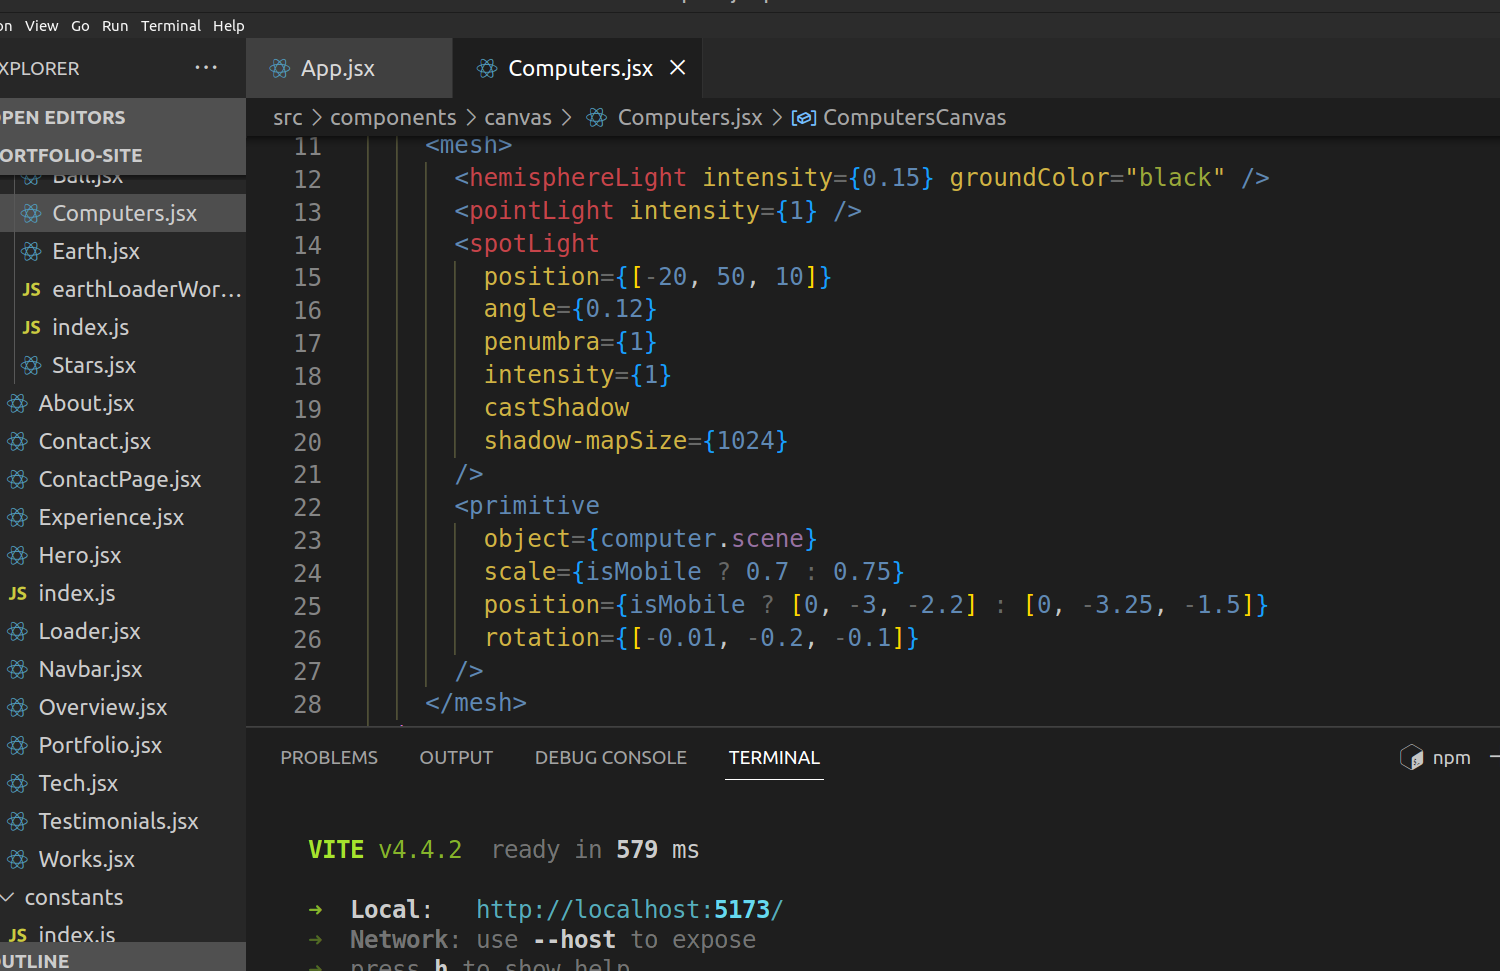 on View Go Run Terminal Help
XPLORER ···
App.jsx Computers.jsx
PEN EDITORS
src > components > canvas > Computers.jsx > ComputersCanvas
ORTFOLIO-SITE
Ball.jsx
Computers.jsx
Earth.jsx
JS earthLoaderWor...
JS index.js
Stars.jsx
About.jsx
Contact.jsx
ContactPage.jsx
Experience.jsx
Hero.jsx
JS index.js
Loader.jsx
Navbar.jsx
Overview.jsx
Portfolio.jsx
Tech.jsx
Testimonials.jsx
Works.jsx
constants
JS index.js
UTLINE
11 <mesh>
12 <hemisphereLight intensity={0.15} groundColor="black" />
13 <pointLight intensity={1} />
14 <spotLight
15 position={[-20, 50, 10]}
16 angle={0.12}
17 penumbra={1}
18 intensity={1}
19 castShadow
20 shadow-mapSize={1024}
21 />
22 <primitive
23 object={computer.scene}
24 scale={isMobile ? 0.7 : 0.75}
25 position={isMobile ? [0, -3, -2.2] : [0, -3.25, -1.5]}
26 rotation={[-0.01, -0.2, -0.1]}
27 />
28 </mesh>
PROBLEMS OUTPUT DEBUG CONSOLE TERMINAL npm
VITE v4.4.2 ready in 579 ms
➜ Local: http://localhost:5173/
➜ Network: use --host to expose
➜ press h to show help